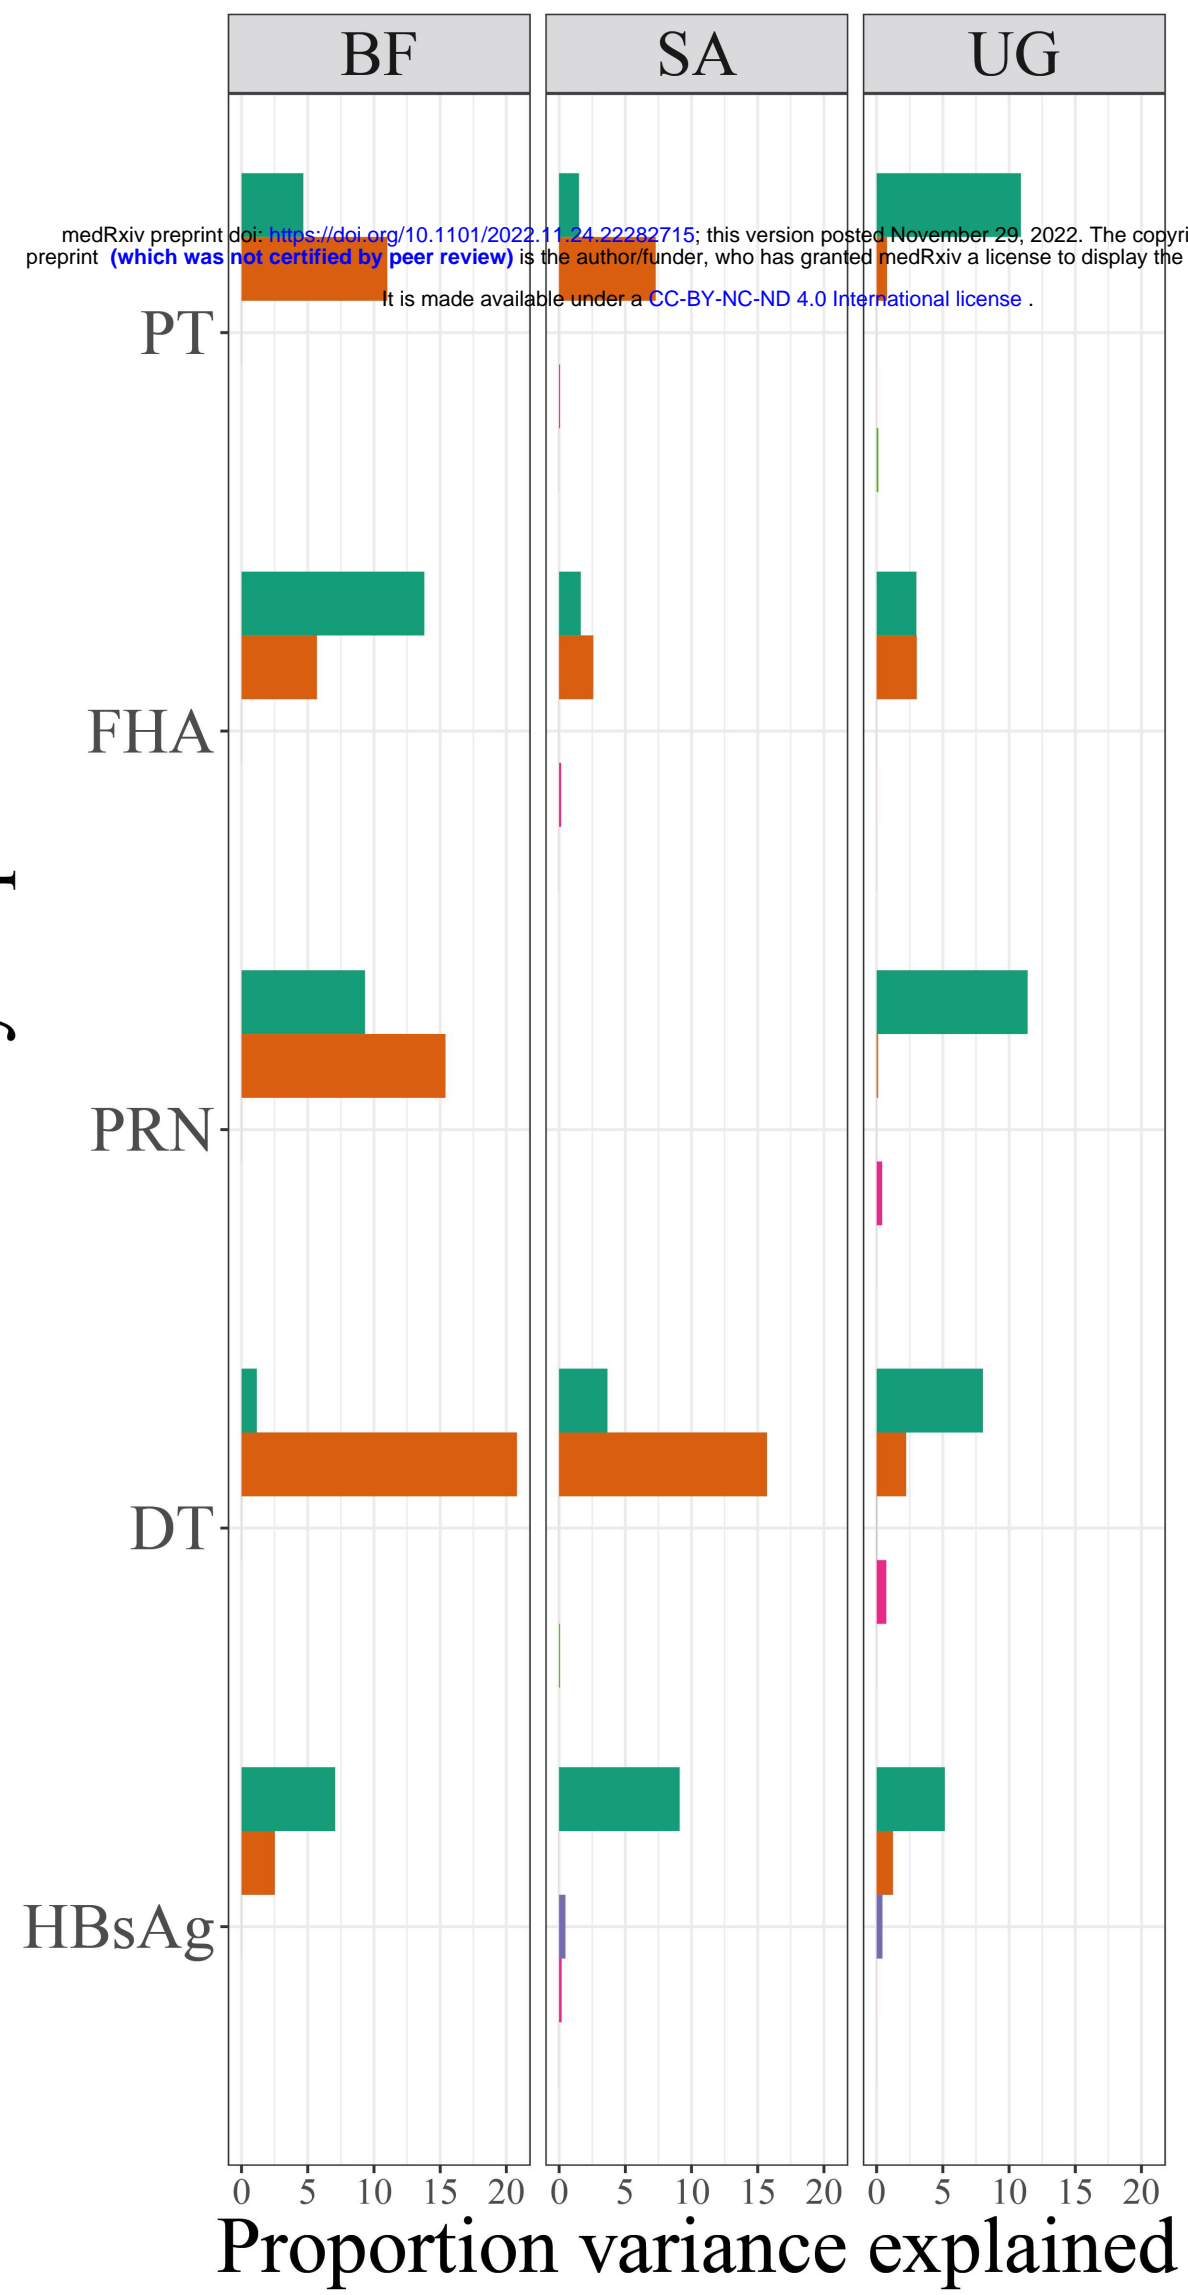 BF SA UG
medRxiv preprint doi: https://doi.org/10.1101/2022.11.24.22282715; this version posted November 29, 2022. The copyri
preprint (which was not certified by peer review) is the author/funder, who has granted medRxiv a license to display the
It is made available under a CC-BY-NC-ND 4.0 International license .
PT
FHA
PRN
DT
HBsAg
0 5 10 15 20 0 5 10 15 20 0 5 10 15 20
Proportion variance explained